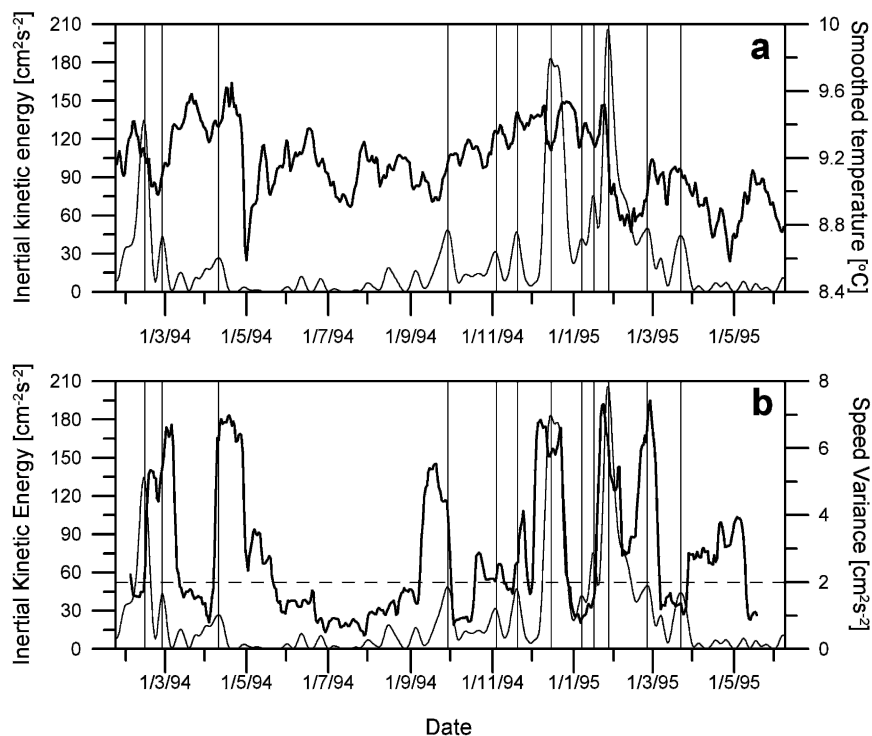 Inertial kinetic energy [cm²s⁻²]
210
180
150
120
90
60
30
0
a
10
9.6
9.2
8.8
8.4
Smoothed temperature [°C]
1/3/94 1/5/94 1/7/94 1/9/94 1/11/94 1/1/95 1/3/95 1/5/95
Inertial Kinetic Energy [cm⁻²s⁻²]
210
180
150
120
90
60
30
0
b
8
6
4
2
0
Speed Variance [cm²s⁻²]
1/3/94 1/5/94 1/7/94 1/9/94 1/11/94 1/1/95 1/3/95 1/5/95
Date